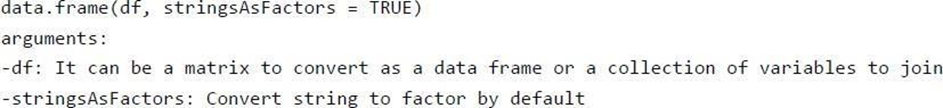 data.frame(df, stringsAsFactors = TRUE)
arguments:
-df: It can be a matrix to convert as a data frame or a collection of variables to join
-stringsAsFactors: Convert string to factor by default